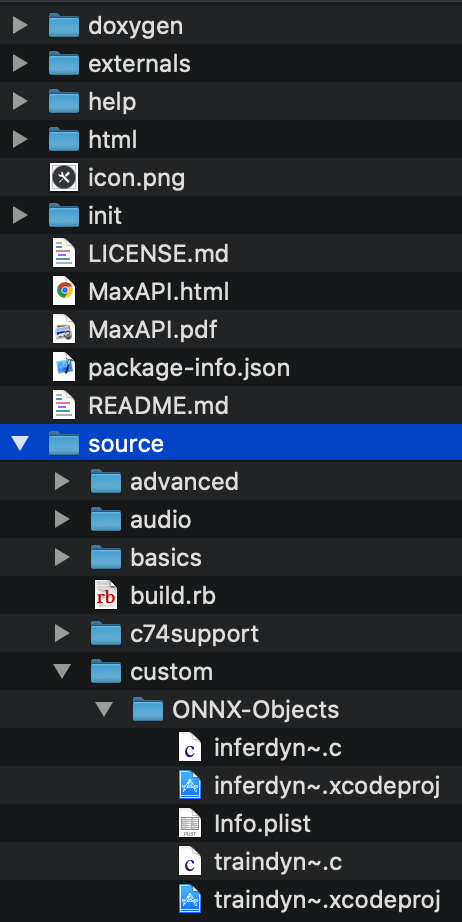 doxygen
externals
help
html
icon.png
init
LICENSE.md
MaxAPI.html
MaxAPI.pdf
package-info.json
README.md
source
advanced
audio
basics
rb build.rb
c74support
custom
ONNX-Objects
c inferdyn~.c
inferdyn~.xcodeproj
PLIST Info.plist
c traindyn~.c
traindyn~.xcodeproj